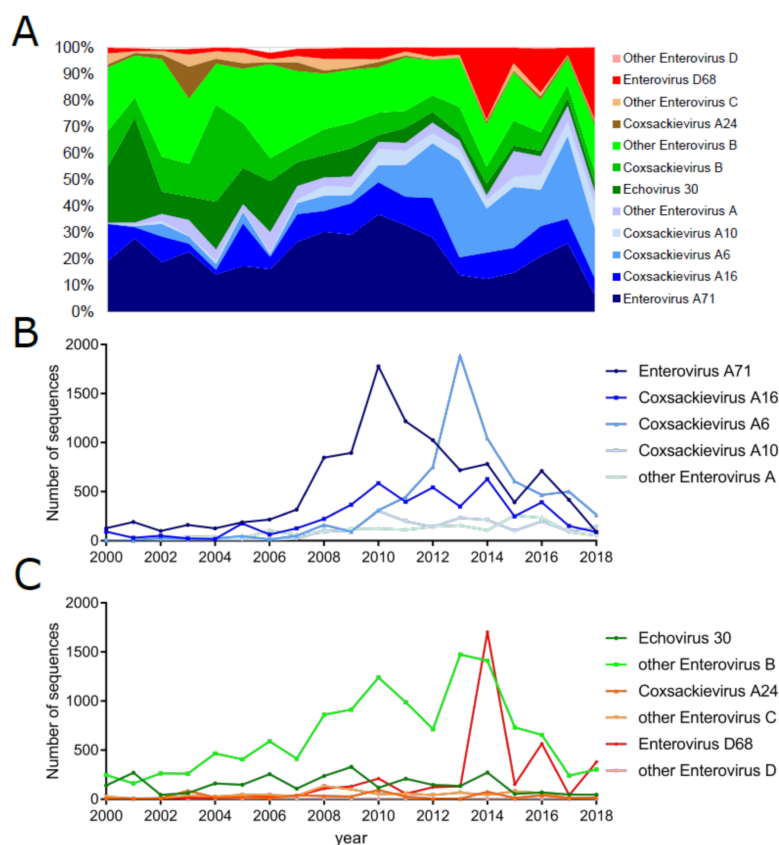 A
100%
90%
80%
70%
60%
50%
40%
30%
20%
10%
0%
Other Enterovirus D
Enterovirus D68
Other Enterovirus C
Coxsackievirus A24
Other Enterovirus B
Coxsackievirus B
Echovirus 30
Other Enterovirus A
Coxsackievirus A10
Coxsackievirus A6
Coxsackievirus A16
Enterovirus A71
B
Number of sequences
2000
1500
1000
500
0
2000 2002 2004 2006 2008 2010 2012 2014 2016 2018
Enterovirus A71
Coxsackievirus A16
Coxsackievirus A6
Coxsackievirus A10
other Enterovirus A
C
Number of sequences
2000
1500
1000
500
0
2000 2002 2004 2006 2008 2010 2012 2014 2016 2018
year
Echovirus 30
other Enterovirus B
Coxsackievirus A24
other Enterovirus C
Enterovirus D68
other Enterovirus D